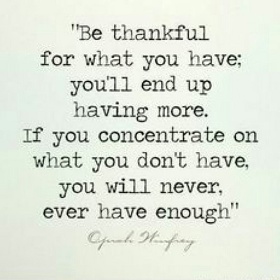 "Be thankful
for what you have;
you'll end up
having more.
If you concentrate on
what you don't have,
you will never,
ever have enough"
Oprah Winfrey